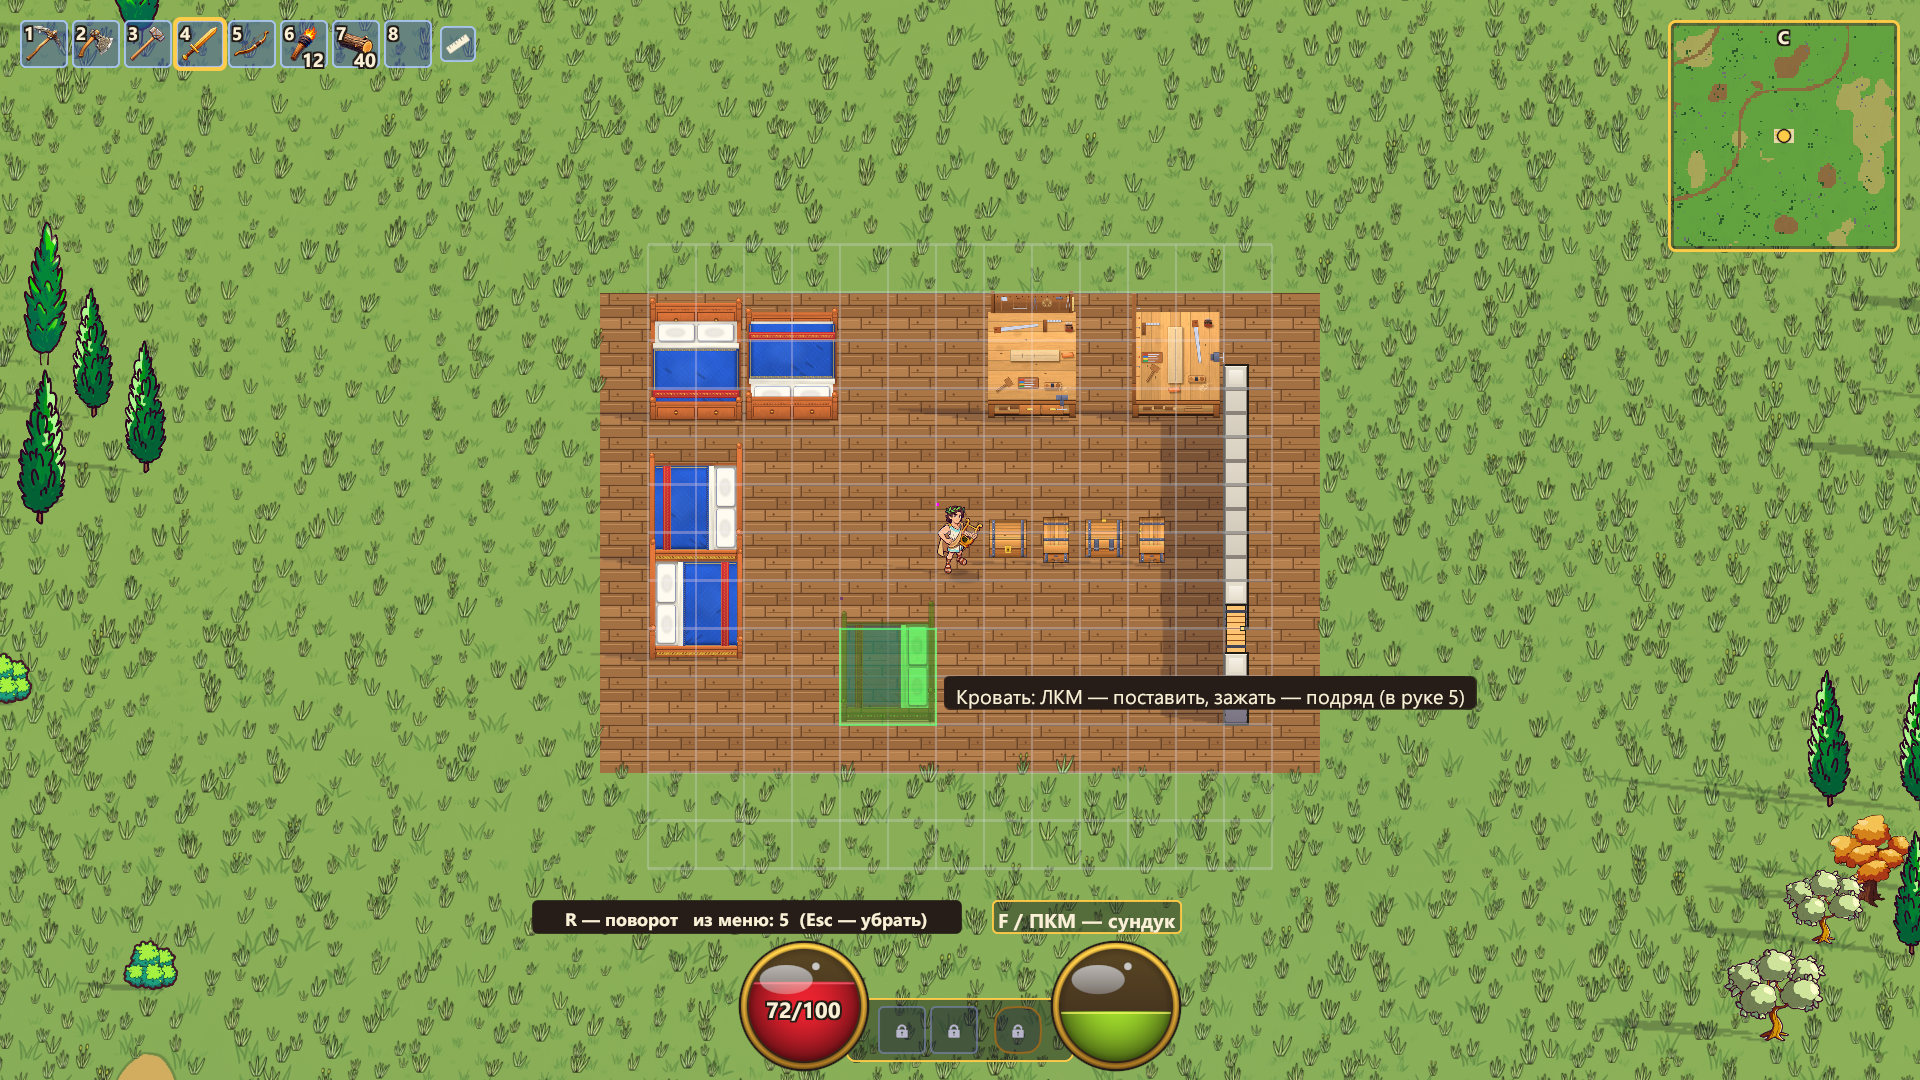 1 2 3 4 5 6 7 8
12 40
С
Кровать: ЛКМ — поставить, зажать — подряд (в руке 5)
R — поворот из меню: 5 (Esc — убрать)
F / ПКМ — сундук
72/100